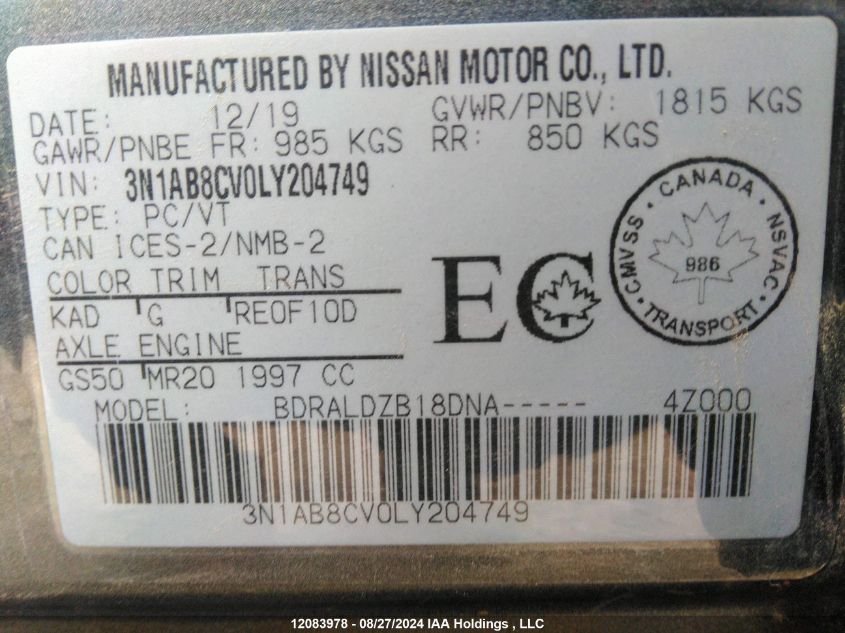 MANUFACTURED BY NISSAN MOTOR CO., LTD.
DATE: 12/19 GVWR/PNBV: 1815 KGS
GAWR/PNBE FR: 985 KGS RR: 850 KGS
VIN: 3N1AB8CV0LY204749
TYPE: PC/VT
CAN ICES-2/NMB-2
COLOR TRIM TRANS
KAD G RE0F10D
AXLE ENGINE
GS50 MR20 1997 CC
EC
CANADA
CMVSS 986 NSVAC
TRANSPORT
MODEL: BDRALDZB18DNA----- 4Z000
3N1AB8CV0LY204749
12083978 - 08/27/2024 IAA Holdings , LLC